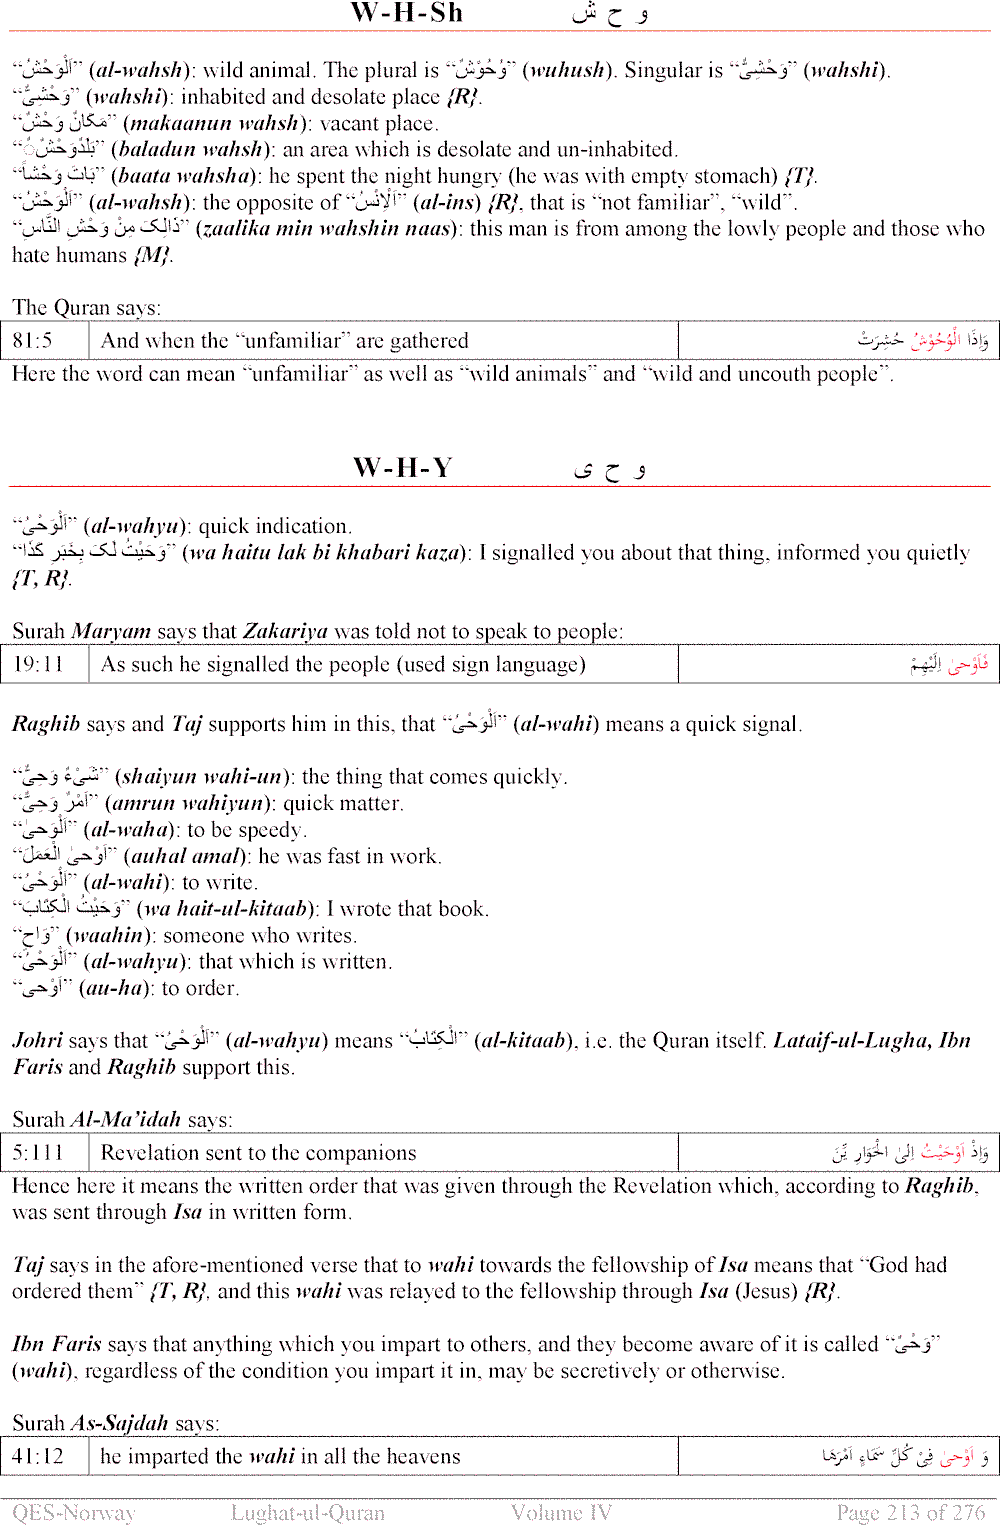 W-H-Sh و ح ش
“اَلْوَحْشُ” (al-wahsh): wild animal. The plural is “وُحُوْشٌ” (wuhush). Singular is “وَحْشِیٌّ” (wahshi).
“وَحْشِیٌّ” (wahshi): inhabited and desolate place {R}.
“مَکَانٌ وَحْشٌ” (makaanun wahsh): vacant place.
“بَلَدٌوَحْشٌ” (baladun wahsh): an area which is desolate and un-inhabited.
“بَاتَ وَحْشاً” (baata wahsha): he spent the night hungry (he was with empty stomach) {T}.
“اَلْوَحْشُ” (al-wahsh): the opposite of “اَلْاِنْسُ” (al-ins) {R}, that is “not familiar”, “wild”.
“ذَالِکَ مِنْ وَحْشِ النَّاسِ” (zaalika min wahshin naas): this man is from among the lowly people and those who
hate humans {M}.
The Quran says:
81:5 And when the “unfamiliar” are gathered وَاِذَا الْوُحُوْشُ حُشِرَتْ
Here the word can mean “unfamiliar” as well as “wild animals” and “wild and uncouth people”.
W-H-Y و ح ی
“اَلْوَحْیُ” (al-wahyu): quick indication.
“وَحَیْتُ لَکَ بِخَبَرِ کَذَا” (wa haitu lak bi khabari kaza): I signalled you about that thing, informed you quietly
{T, R}.
Surah Maryam says that Zakariya was told not to speak to people:
19:11 As such he signalled the people (used sign language) فَاَوْحیٰ اِلَیْهِمْ
Raghib says and Taj supports him in this, that “اَلْوَحْیُ” (al-wahi) means a quick signal.
“شَیْءٌ وَحِیٌّ” (shaiyun wahi-un): the thing that comes quickly.
“اَمْرٌ وَحِیٌّ” (amrun wahiyun): quick matter.
“اَلْوَحیٰ” (al-waha): to be speedy.
“اَوْحیٰ الْعَمَلَ” (auhal amal): he was fast in work.
“اَلْوَحْیُ” (al-wahi): to write.
“وَحَیْتُ الْکِتَابَ” (wa hait-ul-kitaab): I wrote that book.
“وَاحٍ” (waahin): someone who writes.
“اَلْوَحْیُ” (al-wahyu): that which is written.
“اَوْحی” (au-ha): to order.
Johri says that “اَلْوَحْیُ” (al-wahyu) means “الْکِتَابُ” (al-kitaab), i.e. the Quran itself. Lataif-ul-Lugha, Ibn
Faris and Raghib support this.
Surah Al-Ma’idah says:
5:111 Revelation sent to the companions وَاِذْ اَوْحَیْتُ اِلیٰ الْحَوَارِ یّٖنَ
Hence here it means the written order that was given through the Revelation which, according to Raghib,
was sent through Isa in written form.
Taj says in the afore-mentioned verse that to wahi towards the fellowship of Isa means that “God had
ordered them” {T, R}, and this wahi was relayed to the fellowship through Isa (Jesus) {R}.
Ibn Faris says that anything which you impart to others, and they become aware of it is called “وَحْیٌ”
(wahi), regardless of the condition you impart it in, may be secretively or otherwise.
Surah As-Sajdah says:
41:12 he imparted the wahi in all the heavens وَ اَوْحیٰ فِیْ کُلِّ سَمَاءٍ اَمْرَهَا
QES-Norway Lughat-ul-Quran Volume IV Page 213 of 276